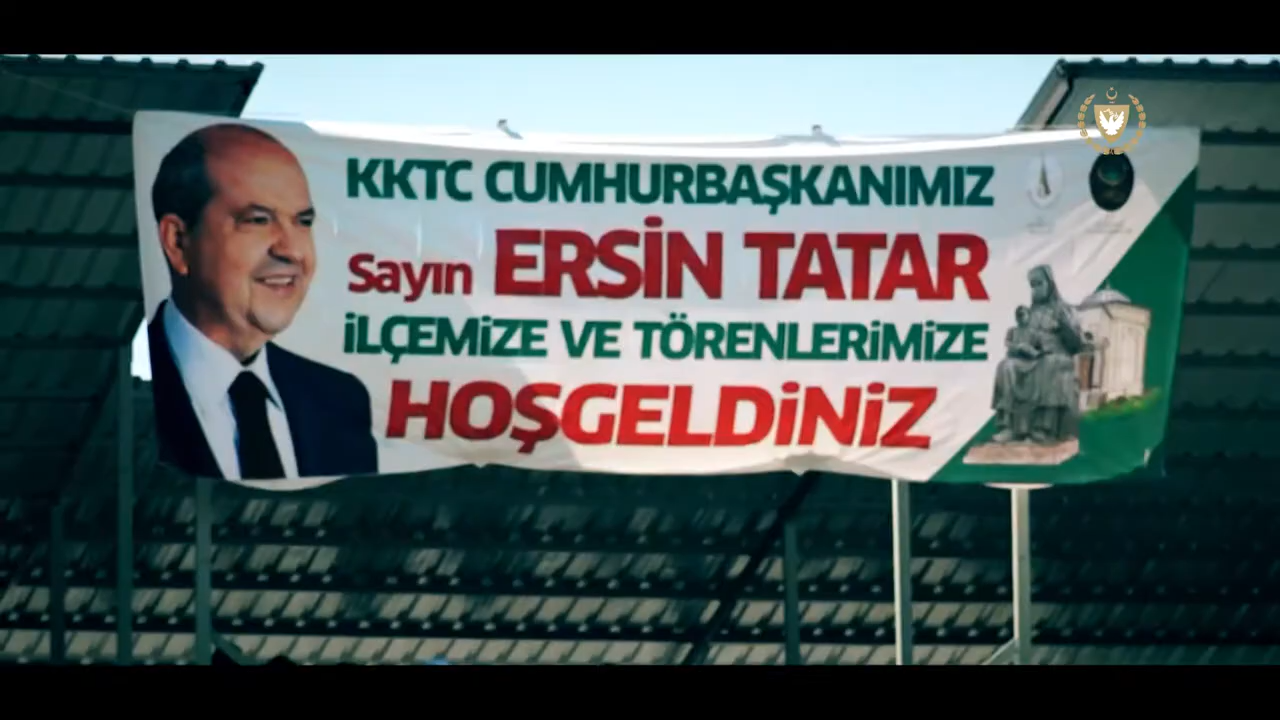 KKTC CUMHURBAŞKANIMIZ
Sayın ERSİN TATAR
İLÇEMİZE VE TÖRENLERİMİZE
HOŞGELDİNİZ